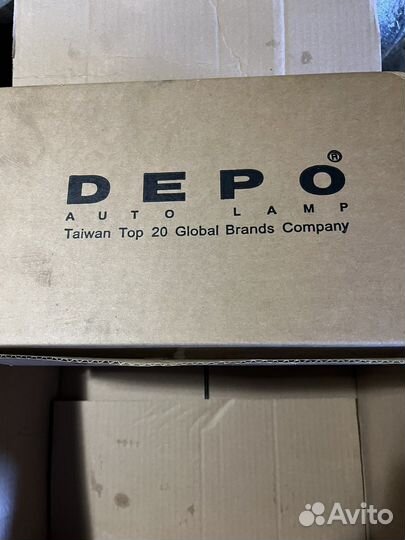 DEPO®
AUTO LAMP
Taiwan Top 20 Global Brands Company
Avito